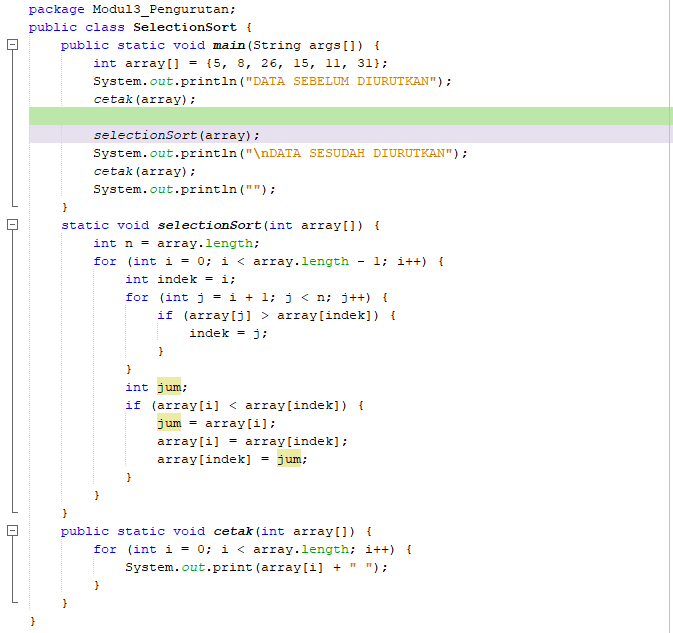 package Modul3_Pengurutan;
public class SelectionSort {
    public static void main(String args[]) {
        int array[] = {5, 8, 26, 15, 11, 31};
        System.out.println("DATA SEBELUM DIURUTKAN");
        cetak(array);
        selectionSort(array);
        System.out.println("\nDATA SESUDAH DIURUTKAN");
        cetak(array);
        System.out.println("");
    }
    static void selectionSort(int array[]) {
        int n = array.length;
        for (int i = 0; i < array.length - 1; i++) {
            int indek = i;
            for (int j = i + 1; j < n; j++) {
                if (array[j] > array[indek]) {
                    indek = j;
                }
            }
            int jum;
            if (array[i] < array[indek]) {
                jum = array[i];
                array[i] = array[indek];
                array[indek] = jum;
            }
        }
    }
    public static void cetak(int array[]) {
        for (int i = 0; i < array.length; i++) {
            System.out.print(array[i] + " ");
        }
    }
}